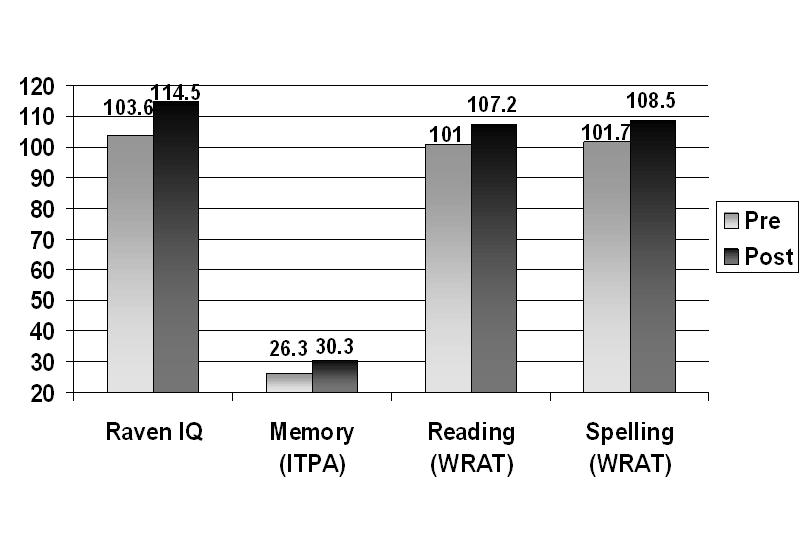 120
110
100
90
80
70
60
50
40
30
20
103.6 114.5
26.3 30.3
101 107.2
101.7 108.5
Raven IQ
Memory
(ITPA)
Reading
(WRAT)
Spelling
(WRAT)
Pre
Post